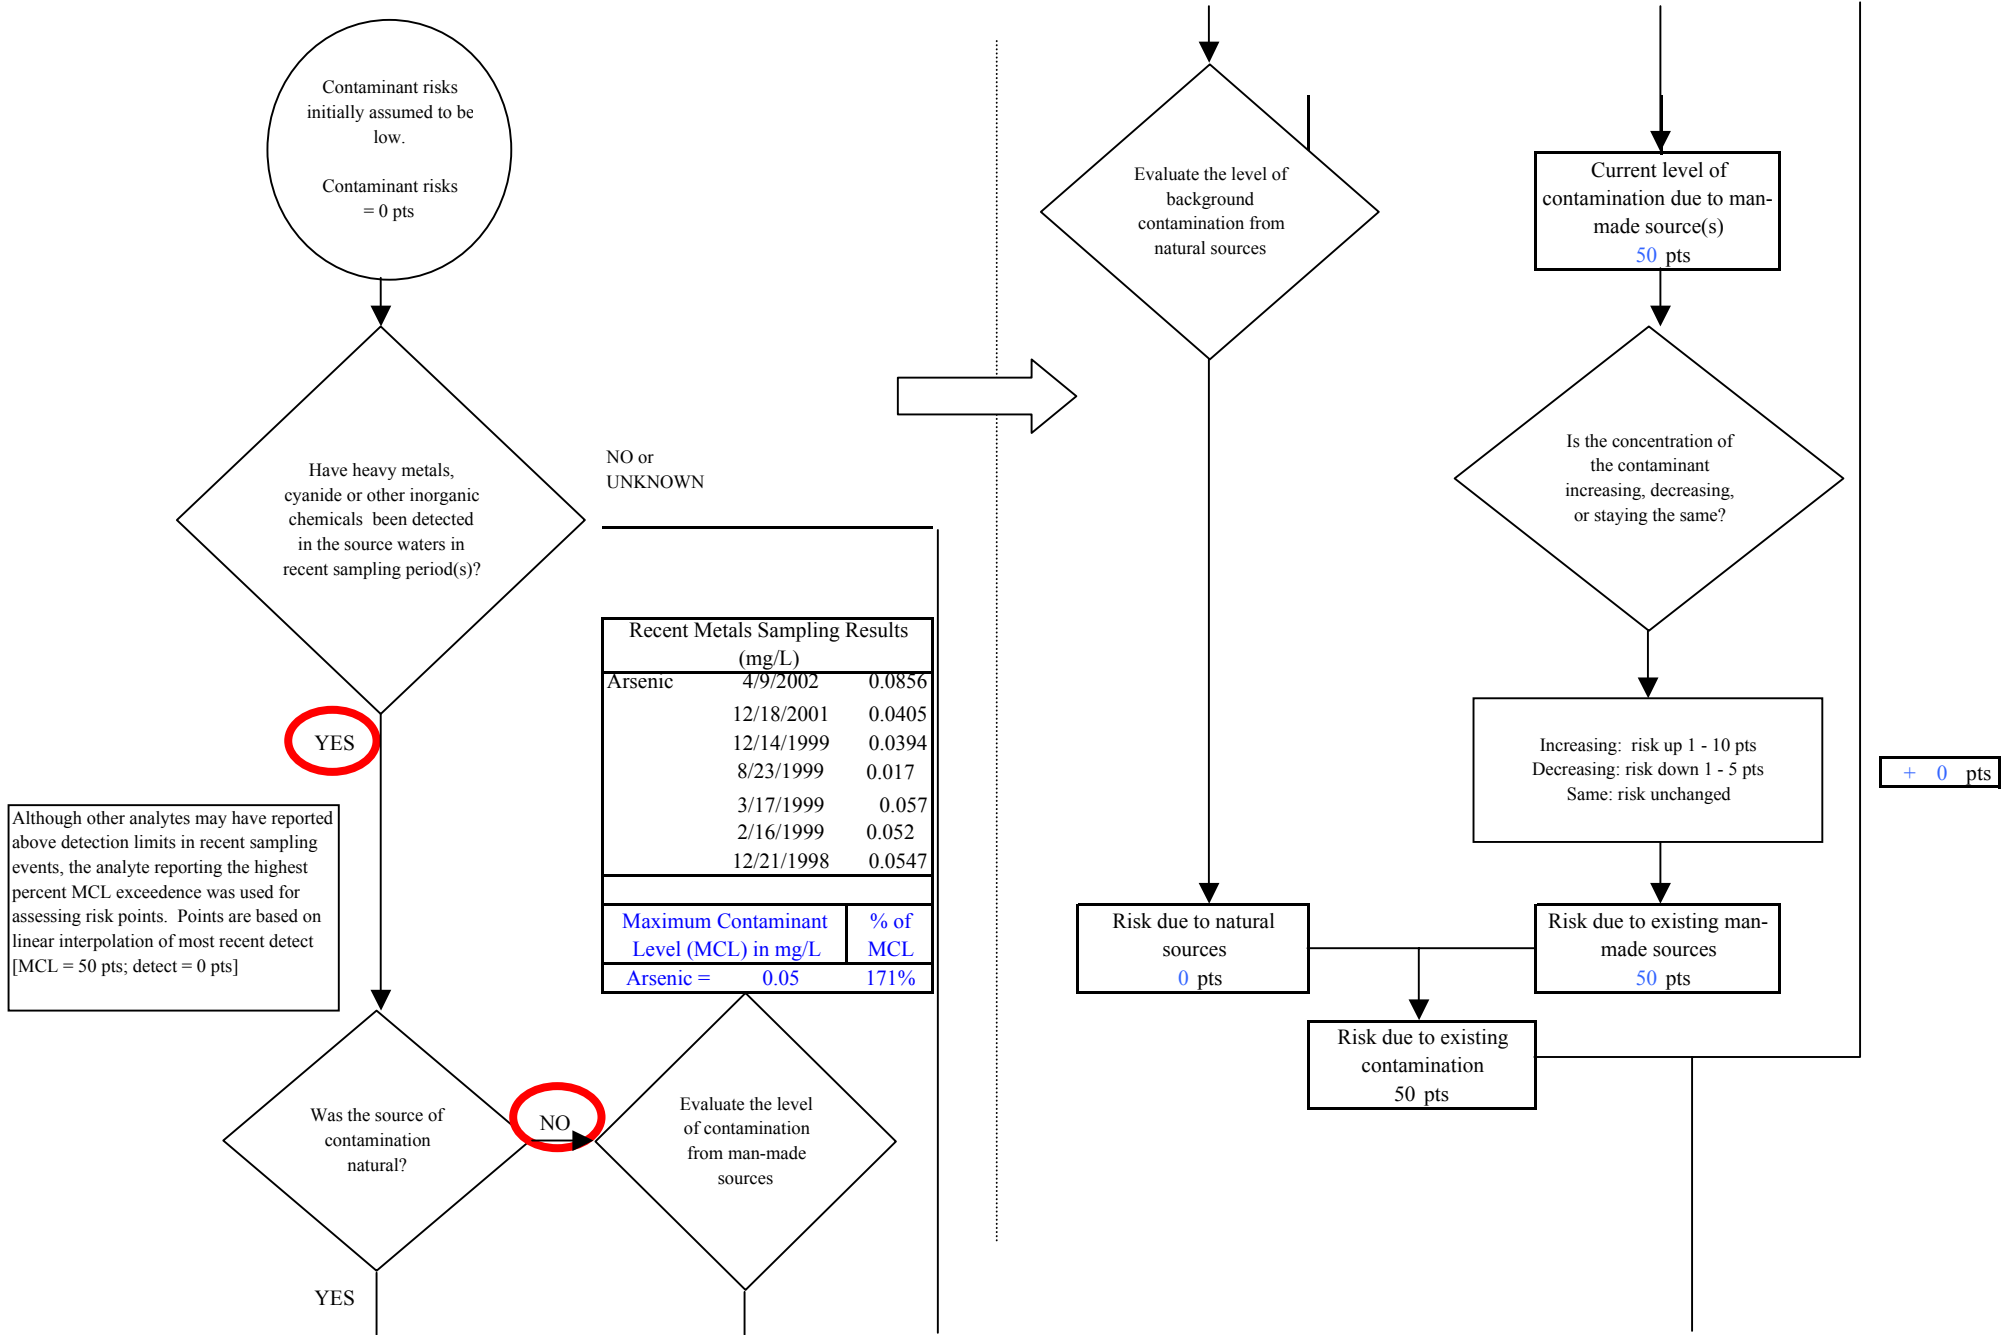 Contaminant risks
initially assumed to be
low.
Contaminant risks
= 0 pts
Have heavy metals,
cyanide or other inorganic
chemicals been detected
in the source waters in
recent sampling period(s)?
NO or
UNKNOWN
YES
Recent Metals Sampling Results
(mg/L)
Arsenic 4/9/2002 0.0856
12/18/2001 0.0405
12/14/1999 0.0394
8/23/1999 0.017
3/17/1999 0.057
2/16/1999 0.052
12/21/1998 0.0547
Maximum Contaminant % of
Level (MCL) in mg/L MCL
Arsenic = 0.05 171%
Although other analytes may have reported
above detection limits in recent sampling
events, the analyte reporting the highest
percent MCL exceedence was used for
assessing risk points. Points are based on
linear interpolation of most recent detect
[MCL = 50 pts; detect = 0 pts]
Was the source of
contamination
natural?
NO
Evaluate the level
of contamination
from man-made
sources
YES
Evaluate the level of
background
contamination from
natural sources
Current level of
contamination due to man-
made source(s)
50 pts
Is the concentration of
the contaminant
increasing, decreasing,
or staying the same?
Increasing: risk up 1 - 10 pts
Decreasing: risk down 1 - 5 pts
Same: risk unchanged
+ 0 pts
Risk due to natural
sources
0 pts
Risk due to existing man-
made sources
50 pts
Risk due to existing
contamination
50 pts